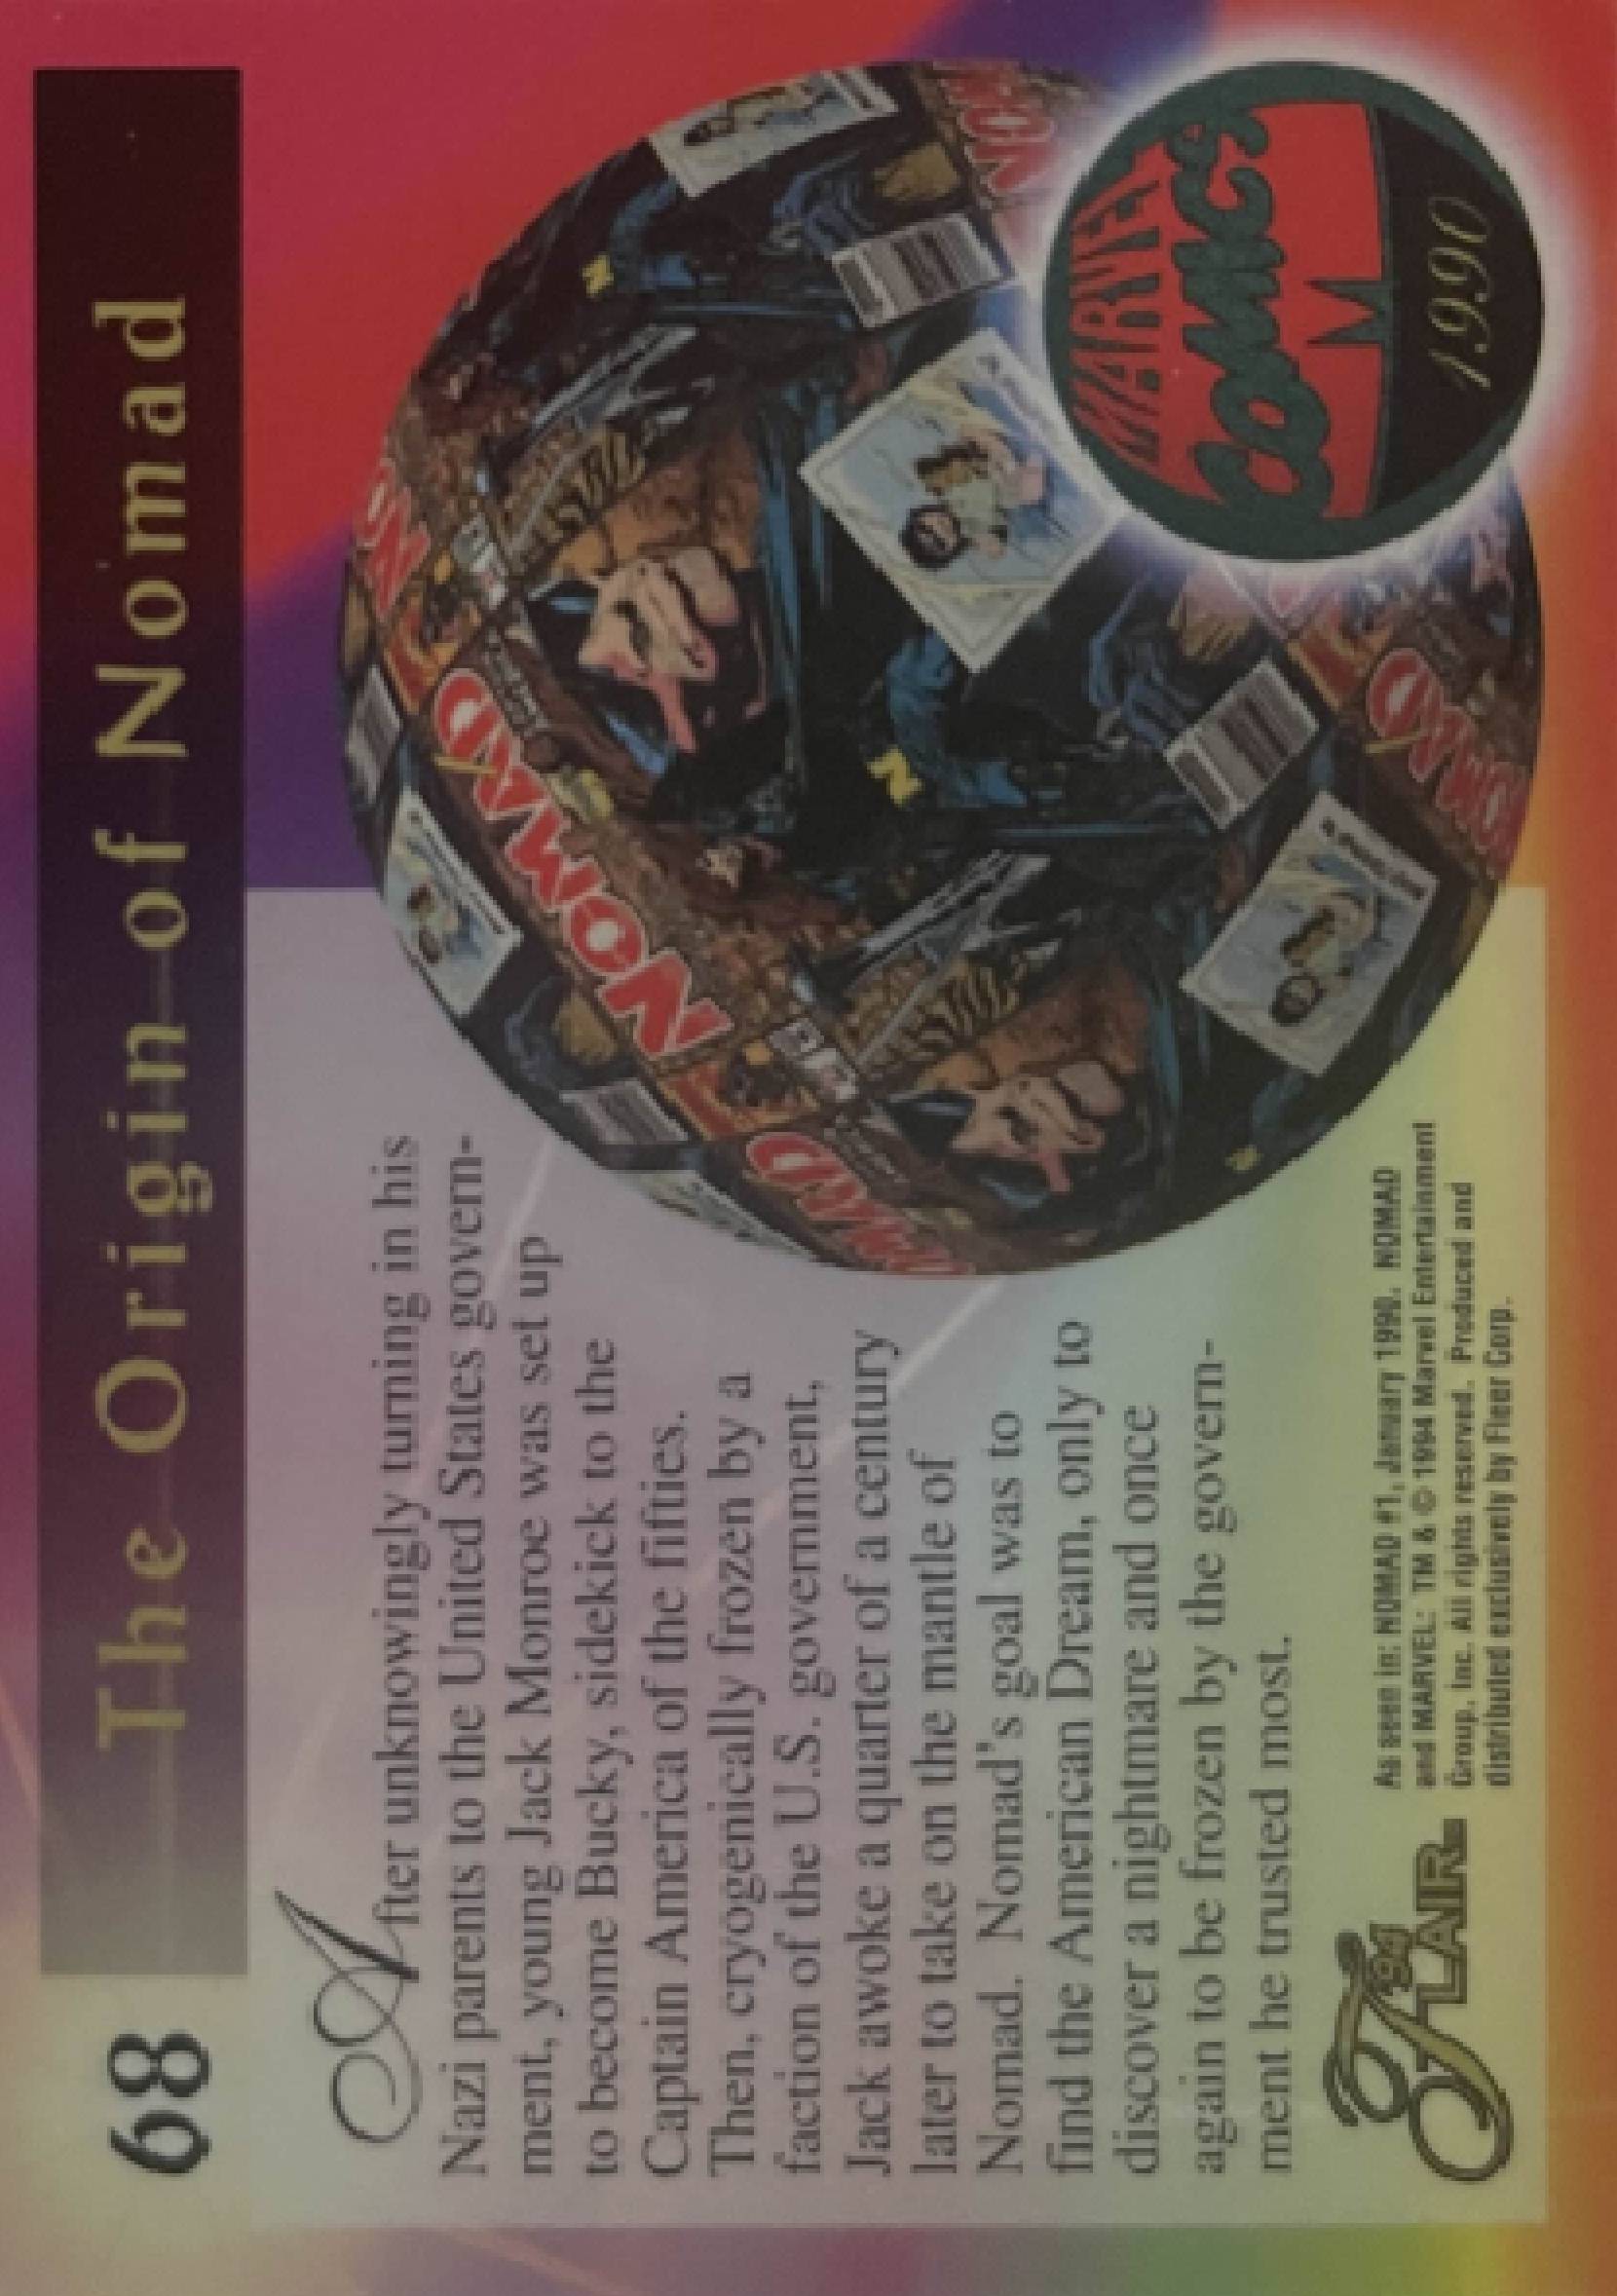 68
The Origin of Nomad
After unknowingly turning in his
Nazi parents to the United States govern-
ment, young Jack Monroe was set up
to become Bucky, sidekick to the
Captain America of the fifties.
Then, cryogenically frozen by a
faction of the U.S. government,
Jack awoke a quarter of a century
later to take on the mantle of
Nomad. Nomad's goal was to
find the American Dream, only to
discover a nightmare and once
again to be frozen by the govern-
ment he trusted most.
NOMAD
NO
NOMAD
NOMA
NOMAD
N
MARVEL
COMICS
M
1990
'94
FLAIR
As seen in: NOMAD #1, January 1990. NOMAD
and MARVEL: TM & © 1994 Marvel Entertainment
Group, Inc. All rights reserved. Produced and
distributed exclusively by Fleer Corp.